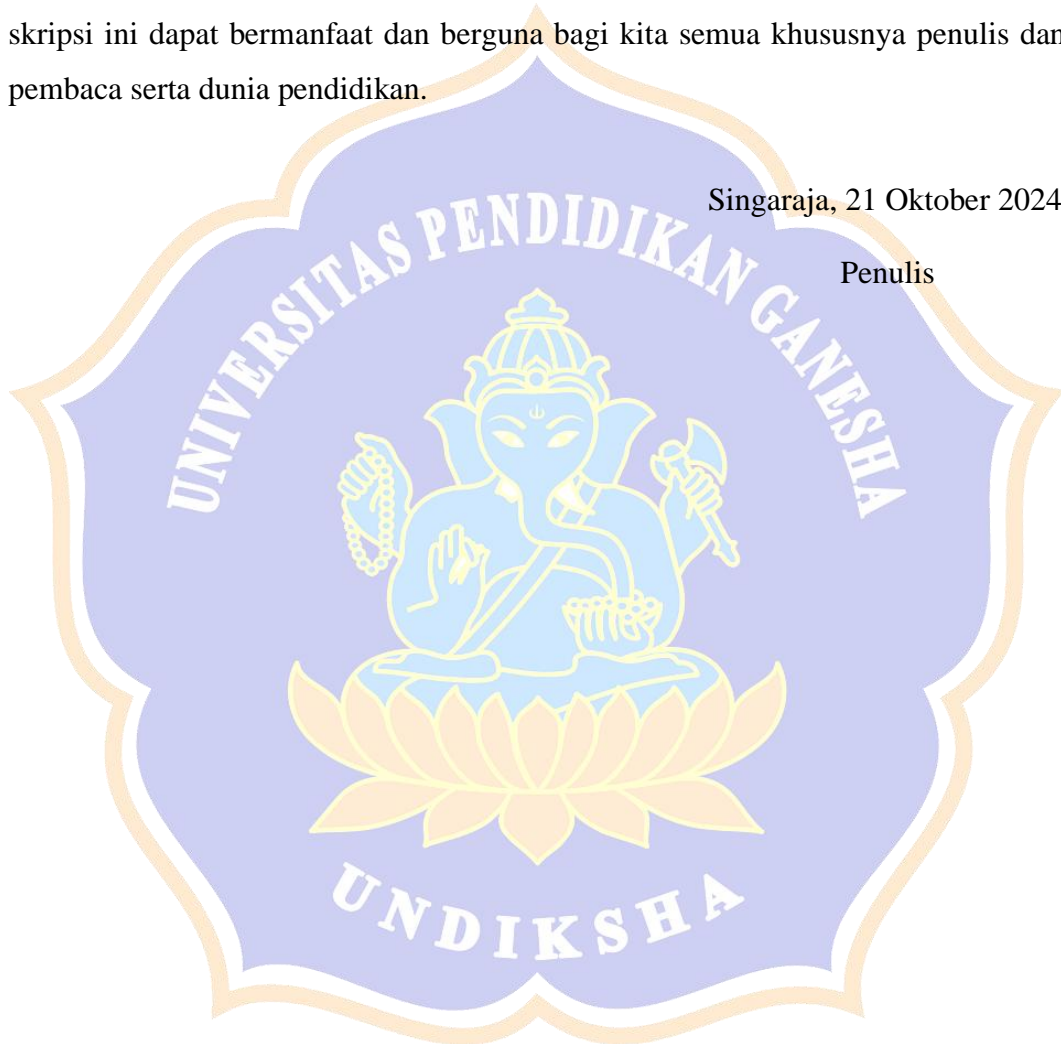 skripsi ini dapat bermanfaat dan berguna bagi kita semua khususnya penulis dan
pembaca serta dunia pendidikan.
Singaraja, 21 Oktober 2024
Penulis
UNIVERSITAS PENDIDIKAN GANESHA
UNDIKSHA